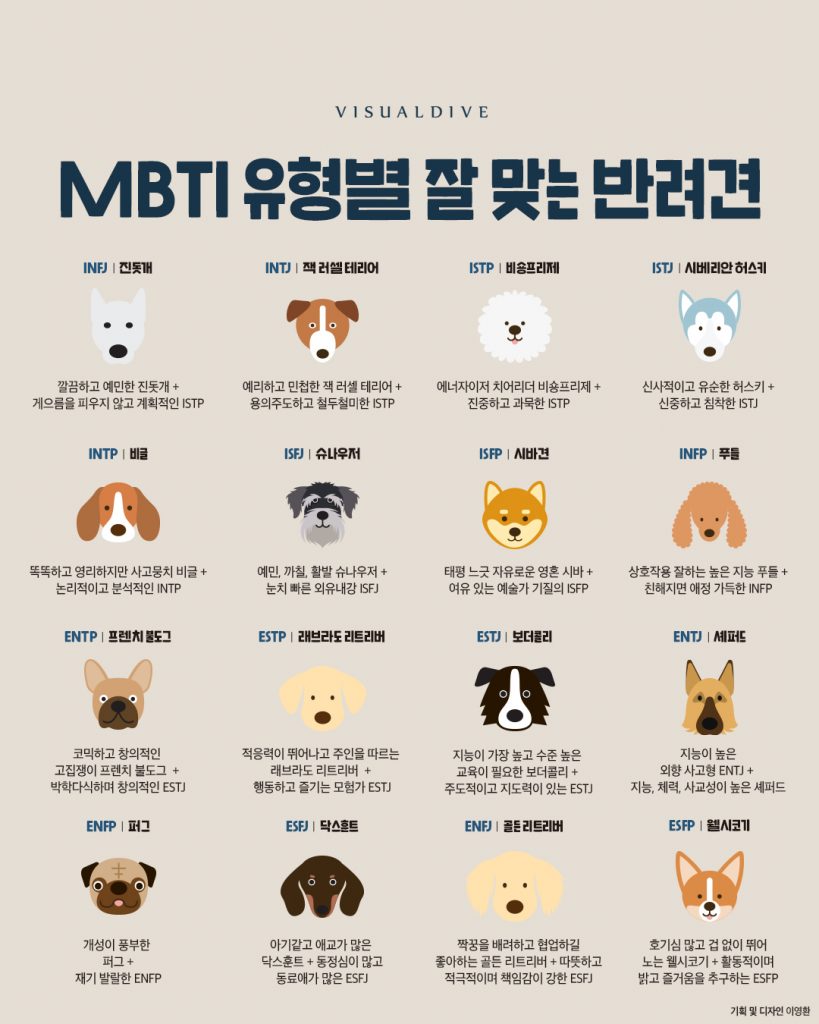 VISUALDIVE
MBTI 유형별 잘 맞는 반려견
INFJ | 진돗개
깔끔하고 예민한 진돗개 +
게으름을 피우지 않고 계획적인 ISTP
INTJ | 잭 러셀 테리어
예리하고 민첩한 잭 러셀 테리어 +
용의주도하고 철두철미한 ISTP
ISTP | 비숑프리제
에너자이저 치어리더 비숑프리제 +
진중하고 과묵한 ISTP
ISTJ | 시베리안 허스키
신사적이고 유순한 허스키 +
신중하고 침착한 ISTJ
INTP | 비글
똑똑하고 영리하지만 사고뭉치 비글 +
논리적이고 분석적인 INTP
ISFJ | 슈나우저
예민, 까칠, 활발 슈나우저 +
눈치 빠른 외유내강 ISFJ
ISFP | 시바견
태평 느긋 자유로운 영혼 시바 +
여유 있는 예술가 기질의 ISFP
INFP | 푸들
상호작용 잘하는 높은 지능 푸들 +
친해지면 애정 가득한 INFP
ENTP | 프렌치 불도그
코믹하고 창의적인
고집쟁이 프렌치 불도그 +
박학다식하며 창의적인 ESTJ
ESTP | 래브라도 리트리버
적응력이 뛰어나고 주인을 따르는
래브라도 리트리버 +
행동하고 즐기는 모험가 ESTJ
ESTJ | 보더콜리
지능이 가장 높고 수준 높은
교육이 필요한 보더콜리 +
주도적이고 지도력이 있는 ESTJ
ENTJ | 셰퍼드
지능이 높은
외향 사고형 ENTJ +
지능, 체력, 사교성이 높은 셰퍼드
ENFP | 퍼그
개성이 풍부한
퍼그 +
재기 발랄한 ENFP
ESFJ | 닥스훈트
아기같고 애교가 많은
닥스훈트 + 동정심이 많고
동료애가 많은 ESFJ
ENFJ | 골든 리트리버
짝꿍을 배려하고 협업하길
좋아하는 골든 리트리버 + 따뜻하고
적극적이며 책임감이 강한 ESFJ
ESFP | 웰시코기
호기심 많고 겁 없이 뛰어
노는 웰시코기 + 활동적이며
밝고 즐거움을 추구하는 ESFP
기획 및 디자인 이영환